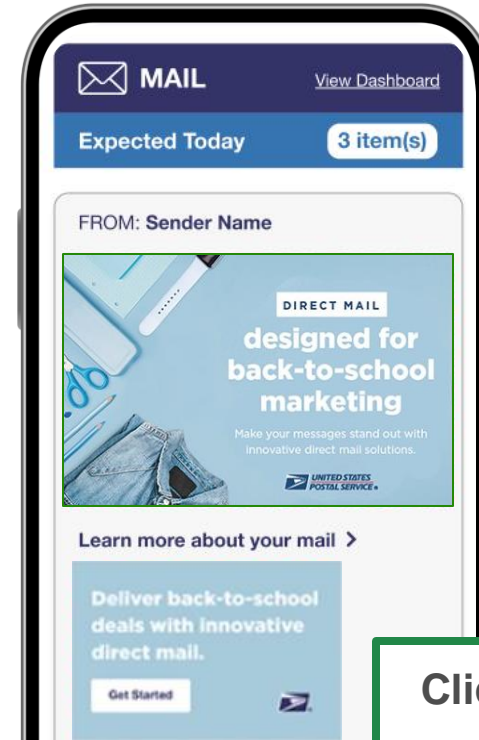 MAIL
View Dashboard
Expected Today
3 item(s)
FROM: Sender Name
DIRECT MAIL
designed for
back-to-school
marketing
Make your messages stand out with
innovative direct mail solutions.
UNITED STATES
POSTAL SERVICE®
Learn more about your mail >
Deliver back-to-school
deals with innovative
direct mail.
Get Started